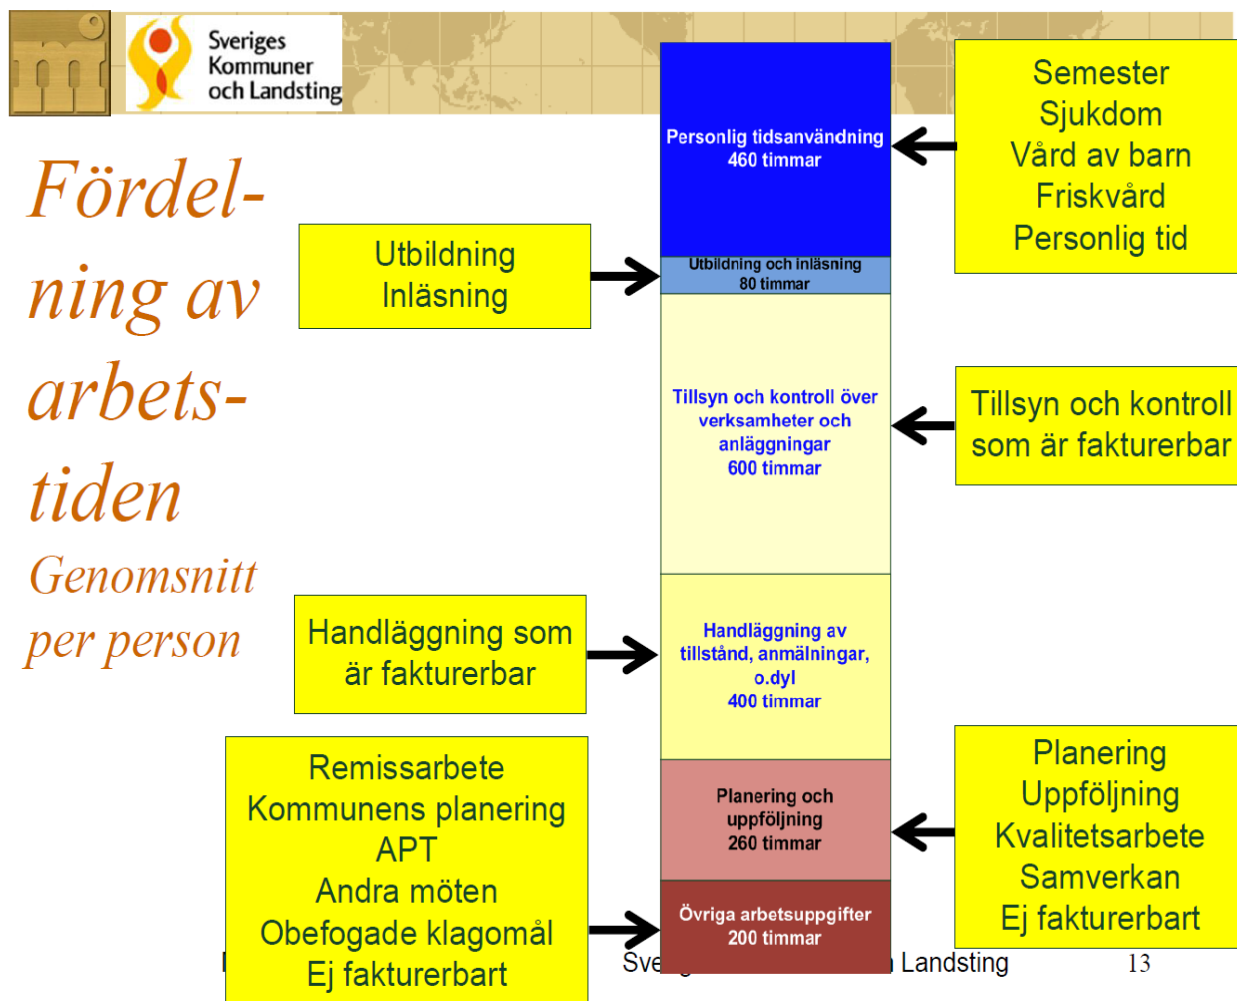 Sveriges
Kommuner
och Landsting
Fördel-
ning av
arbets-
tiden
Genomsnitt
per person
Personlig tidsanvändning
460 timmar
Semester
Sjukdom
Vård av barn
Friskvård
Personlig tid
Utbildning
Inläsning
Utbildning och inläsning
80 timmar
Tillsyn och kontroll över
verksamheter och
anläggningar
600 timmar
Tillsyn och kontroll
som är fakturerbar
Handläggning som
är fakturerbar
Handläggning av
tillstånd, anmälningar,
o.dyl
400 timmar
Planering och
uppföljning
260 timmar
Planering
Uppföljning
Kvalitetsarbete
Samverkan
Ej fakturerbart
Remissarbete
Kommunens planering
APT
Andra möten
Obefogade klagomål
Ej fakturerbart
Övriga arbetsuppgifter
200 timmar
Landsting
13